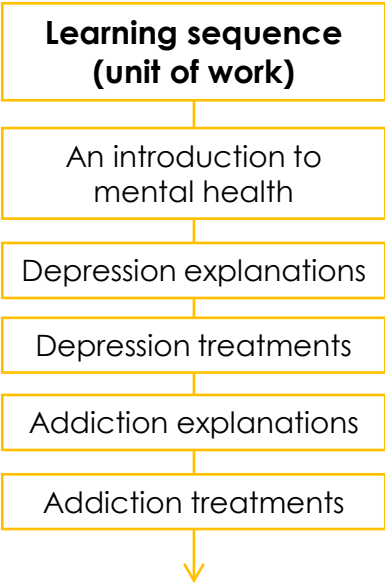 Learning sequence
(unit of work)
An introduction to
mental health
Depression explanations
Depression treatments
Addiction explanations
Addiction treatments